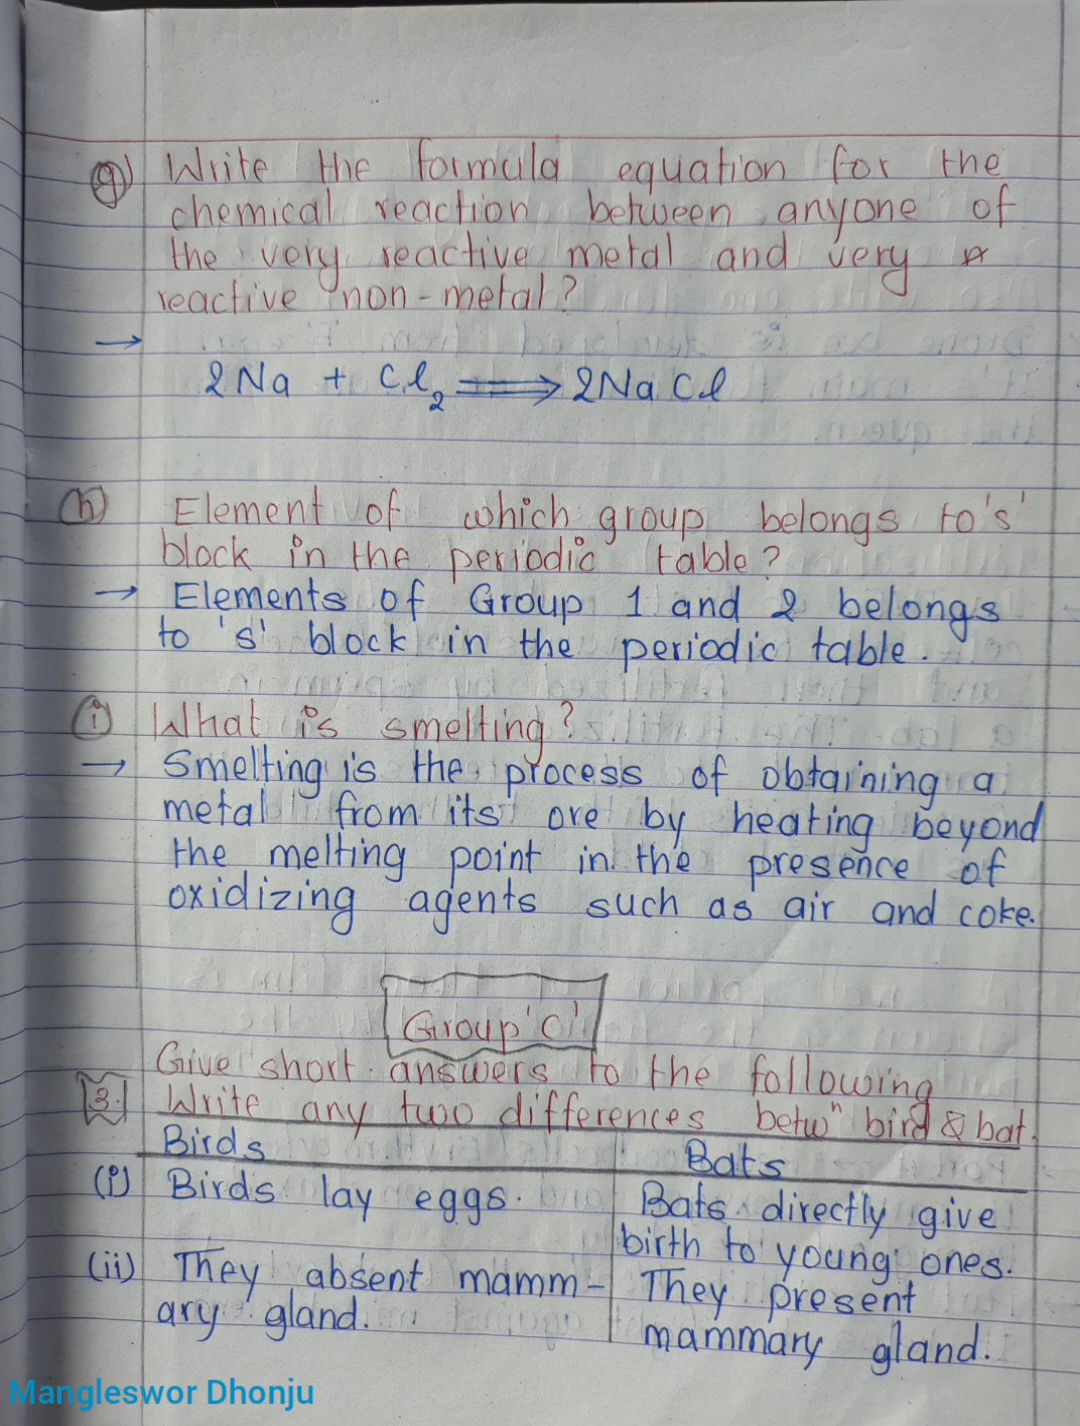 g) Write the formula equation for the
chemical reaction between anyone of
the very reactive metal and very
reactive non-metal?
→
2Na + Cl₂ ⟹ 2NaCl
h) Element of which group belongs to 's'
block in the periodic table?
→ Elements of Group 1 and 2 belongs
to 's' block in the periodic table.
i) What is smelting?
→ Smelting is the process of obtaining a
metal from its ore by heating beyond
the melting point in the presence of
oxidizing agents such as air and coke.
Group 'C'
Give short answers to the following
3. Write any two differences betwⁿ bird & bat.
Birds Bats
(i) Birds lay eggs. Bats directly give
birth to young ones.
(ii) They absent mamm- They present
ary gland. mammary gland.
Mangleswor Dhonju